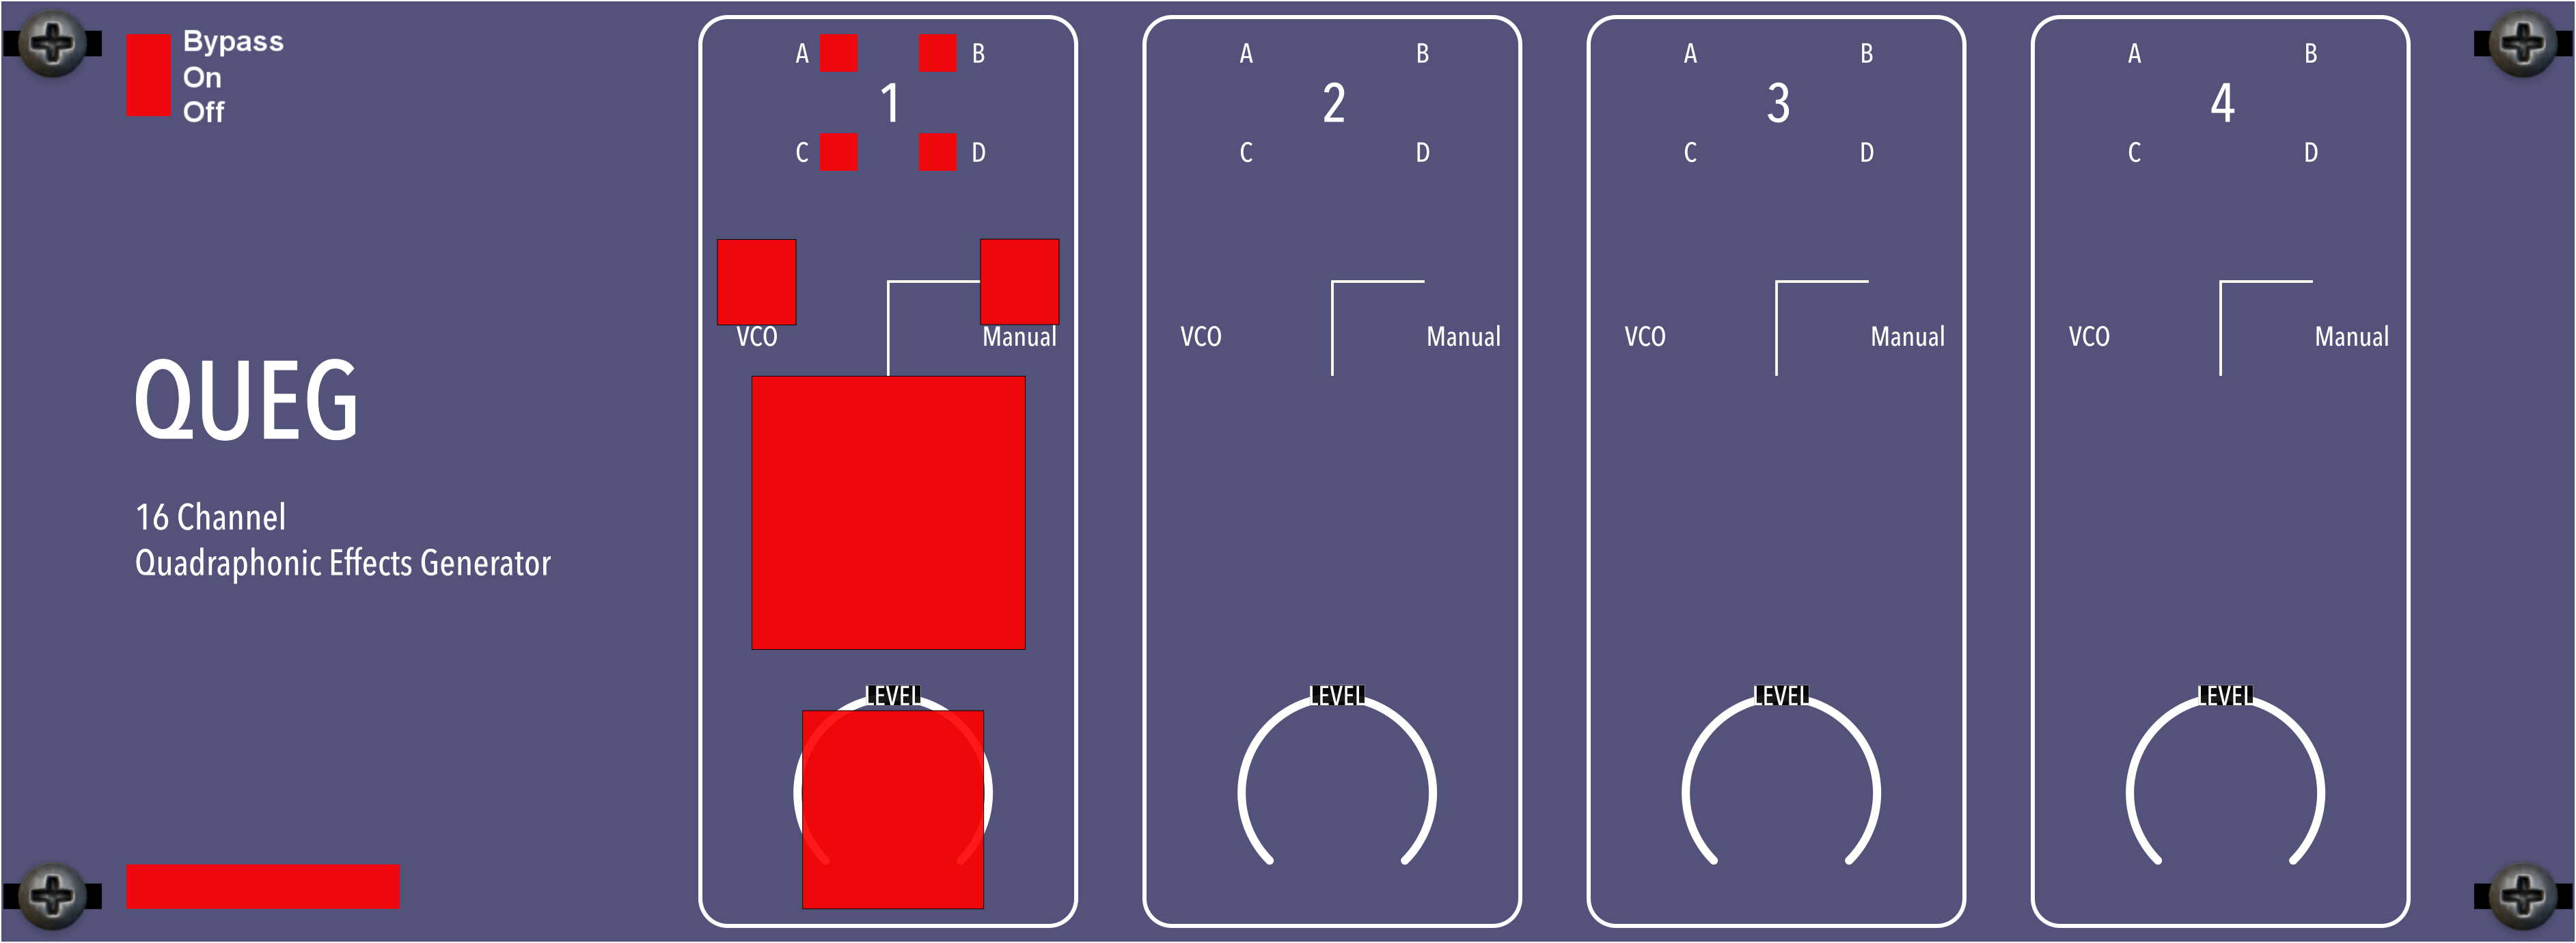 Bypass
On
Off
QUEG
16 Channel
Quadraphonic Effects Generator
A B
1
C D
VCO Manual
LEVEL
A B
2
C D
VCO Manual
LEVEL
A B
3
C D
VCO Manual
LEVEL
A B
4
C D
VCO Manual
LEVEL